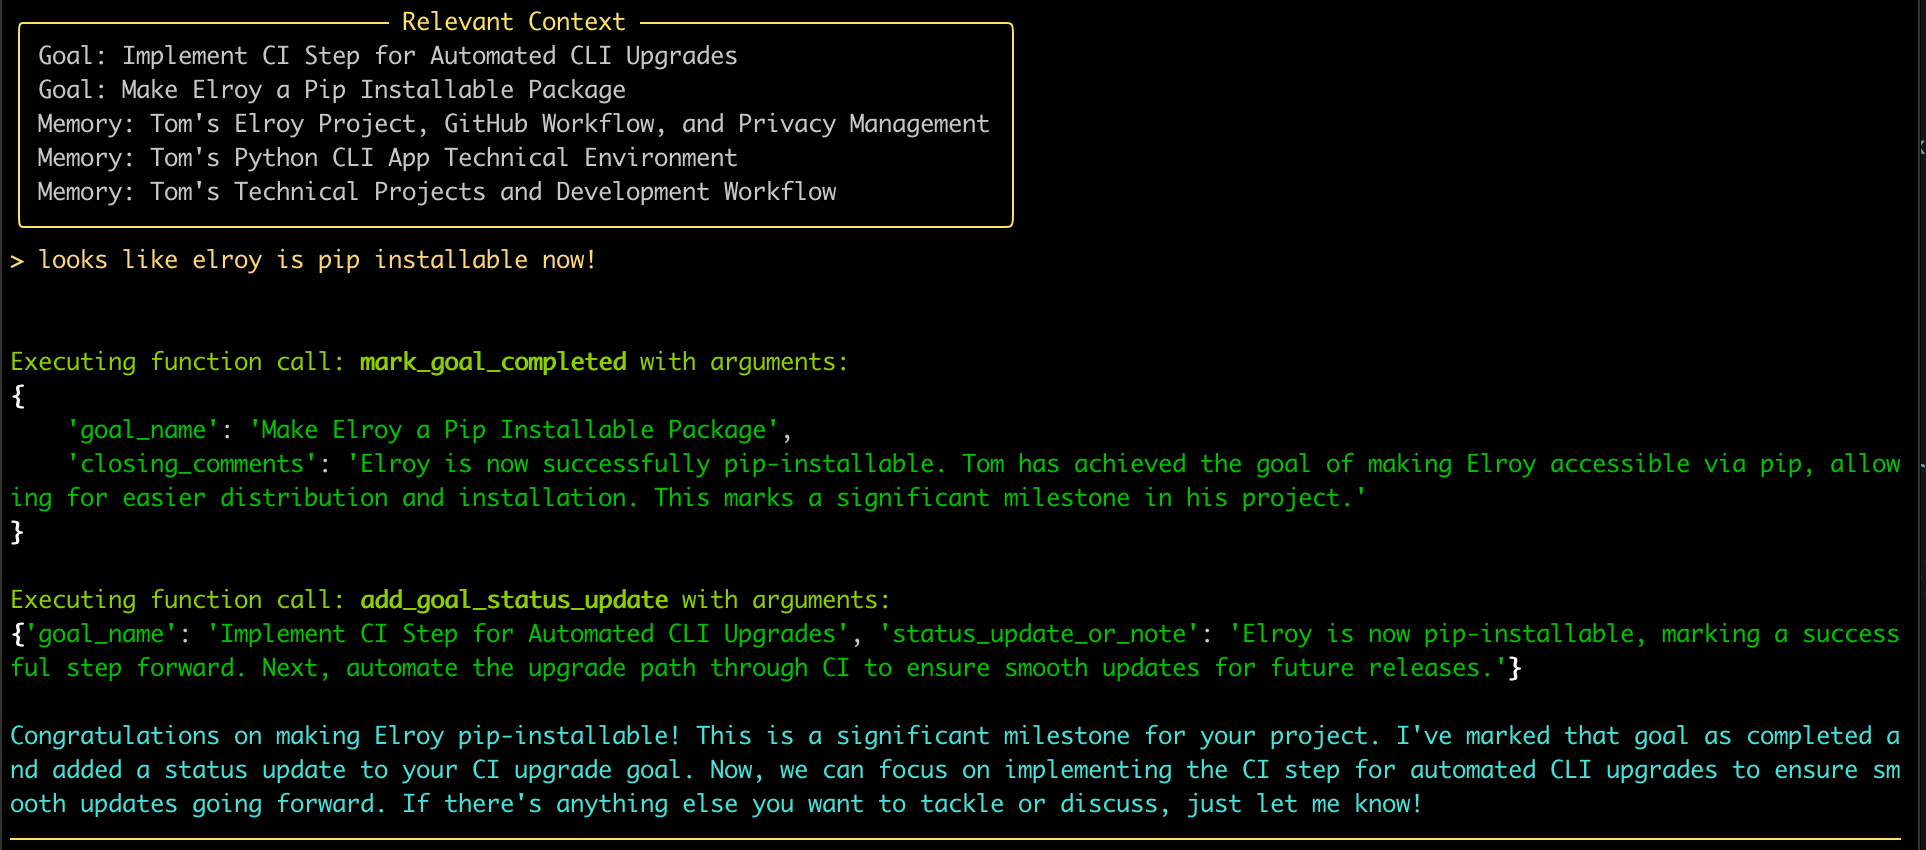 Relevant Context
Goal: Implement CI Step for Automated CLI Upgrades
Goal: Make Elroy a Pip Installable Package
Memory: Tom's Elroy Project, GitHub Workflow, and Privacy Management
Memory: Tom's Python CLI App Technical Environment
Memory: Tom's Technical Projects and Development Workflow
> looks like elroy is pip installable now!
Executing function call: mark_goal_completed with arguments:
{
    'goal_name': 'Make Elroy a Pip Installable Package',
    'closing_comments': 'Elroy is now successfully pip-installable. Tom has achieved the goal of making Elroy accessible via pip, allow
ing for easier distribution and installation. This marks a significant milestone in his project.'
}
Executing function call: add_goal_status_update with arguments:
{'goal_name': 'Implement CI Step for Automated CLI Upgrades', 'status_update_or_note': 'Elroy is now pip-installable, marking a success
ful step forward. Next, automate the upgrade path through CI to ensure smooth updates for future releases.'}
Congratulations on making Elroy pip-installable! This is a significant milestone for your project. I've marked that goal as completed a
nd added a status update to your CI upgrade goal. Now, we can focus on implementing the CI step for automated CLI upgrades to ensure sm
ooth updates going forward. If there's anything else you want to tackle or discuss, just let me know!